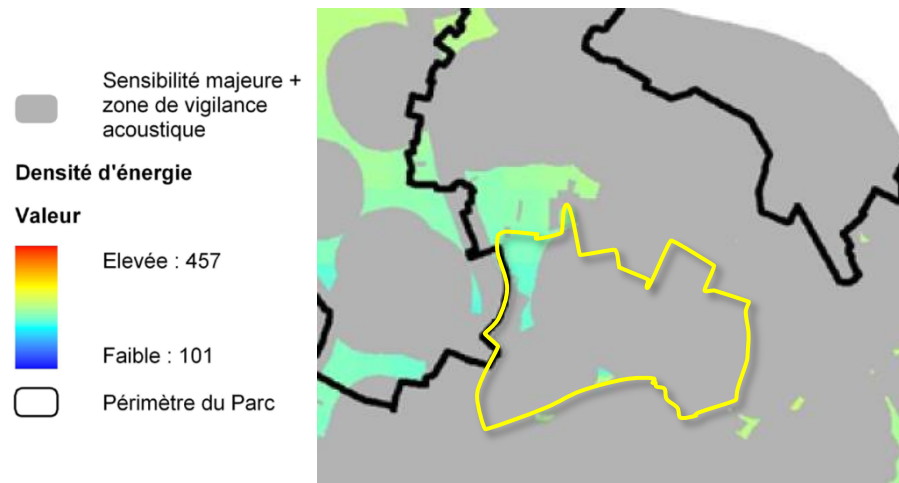 Sensibilité majeure +
zone de vigilance
acoustique
Densité d'énergie
Valeur
Elevée : 457
Faible : 101
Périmètre du Parc